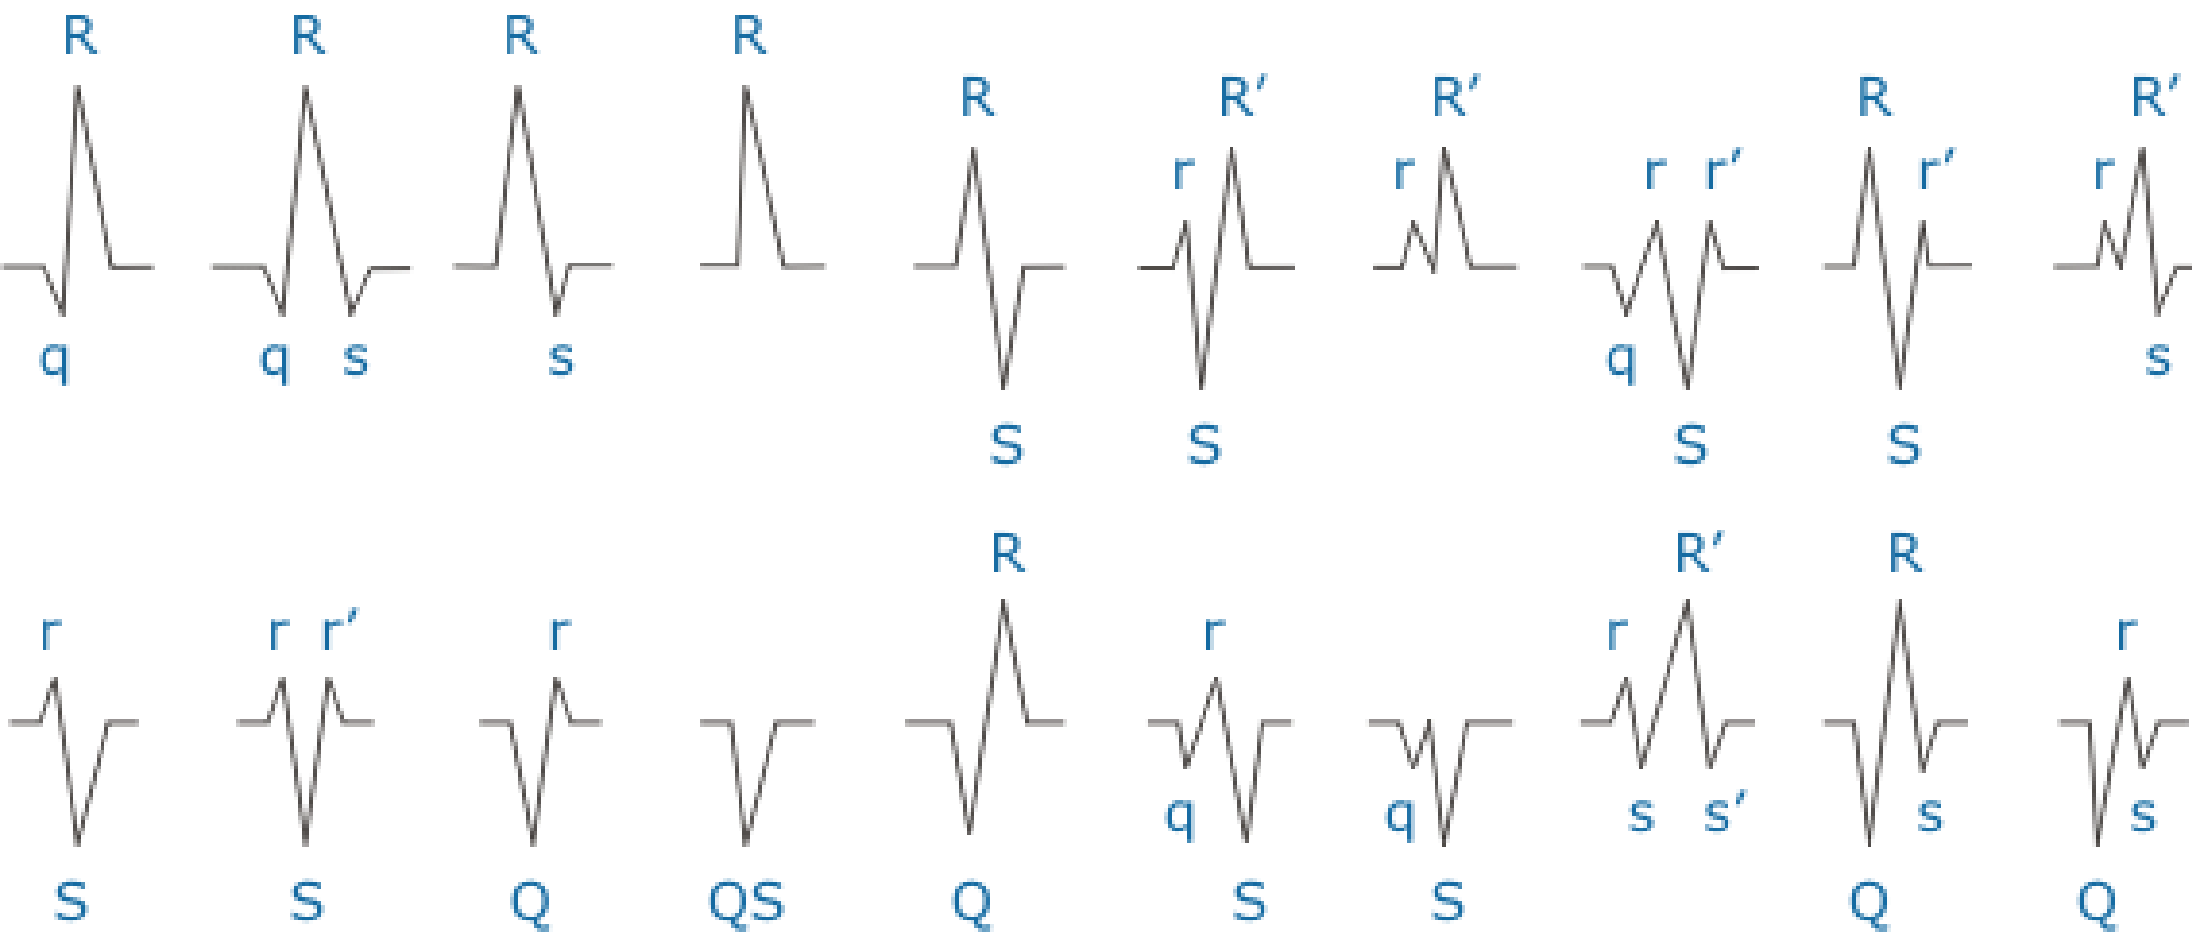 R R R R
R R′ R′ R R′
r r r r′ r′ r
q q s s q s
S S S S
R R′ R
r r r′ r r r r
q q s s′ s s
S S Q QS Q S S Q Q